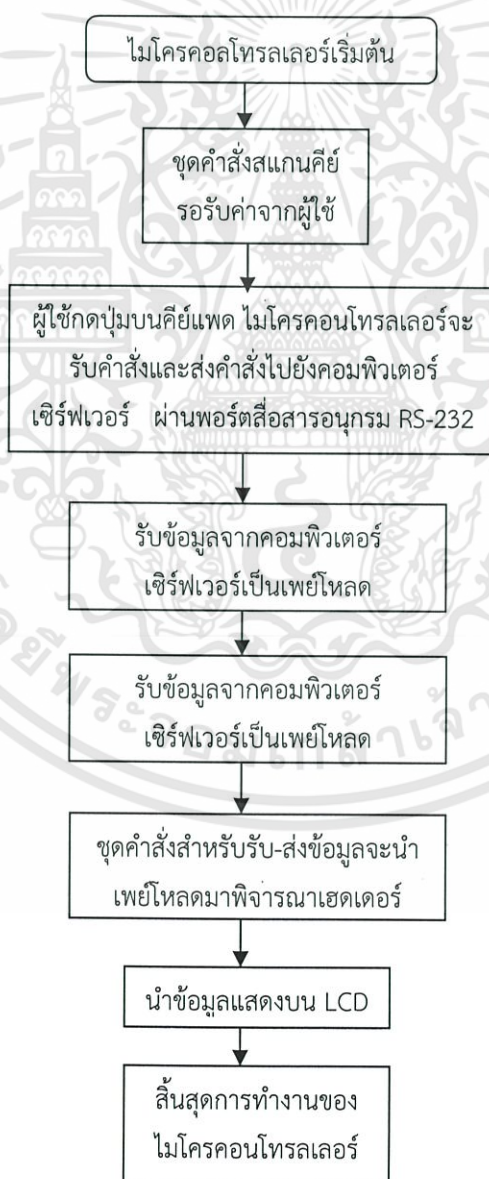 ไมโครคอลโทรลเลอร์เริ่มต้น
ชุดคำสั่งสแกนคีย์
รอรับค่าจากผู้ใช้
ผู้ใช้กดปุ่มบนคีย์แพด ไมโครคอนโทรลเลอร์จะ
รับคำสั่งและส่งคำสั่งไปยังคอมพิวเตอร์
เซิร์ฟเวอร์ ผ่านพอร์ตสื่อสารอนุกรม RS-232
รับข้อมูลจากคอมพิวเตอร์
เซิร์ฟเวอร์เป็นเพย์โหลด
รับข้อมูลจากคอมพิวเตอร์
เซิร์ฟเวอร์เป็นเพย์โหลด
ชุดคำสั่งสำหรับรับ-ส่งข้อมูลจะนำ
เพย์โหลดมาพิจารณาเฮดเดอร์
นำข้อมูลแสดงบน LCD
สิ้นสุดการทำงานของ
ไมโครคอนโทรลเลอร์